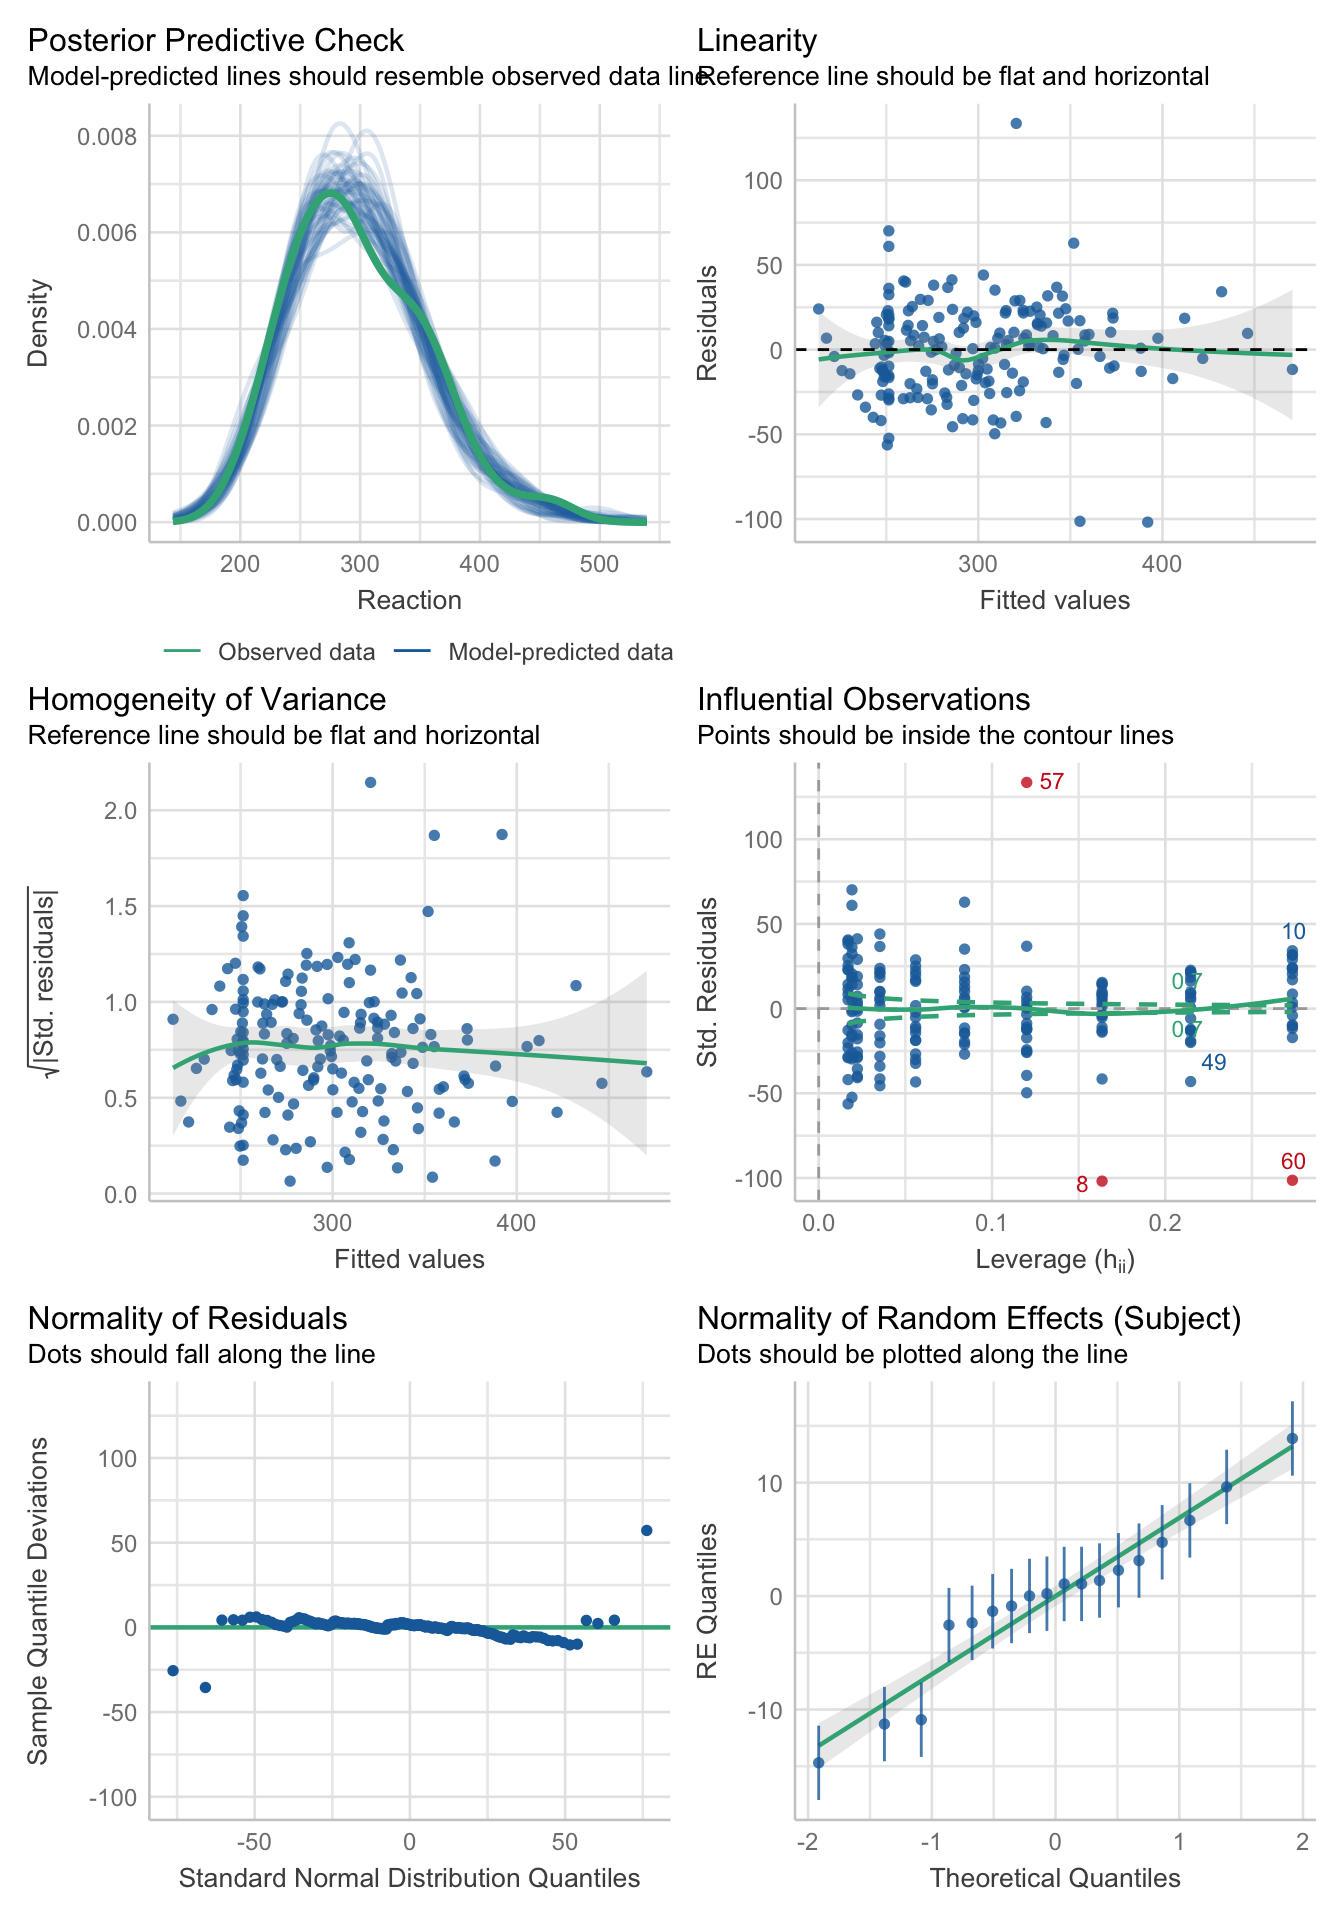 Posterior Predictive Check
Model-predicted lines should resemble observed data line
0.008
0.006
0.004
0.002
0.000
Density
200 300 400 500
Reaction
Observed data Model-predicted data
Linearity
Reference line should be flat and horizontal
100
50
0
-50
-100
Residuals
300 400
Fitted values
Homogeneity of Variance
Reference line should be flat and horizontal
2.0
1.5
1.0
0.5
0.0
√|Std. residuals|
300 400
Fitted values
Influential Observations
Points should be inside the contour lines
57
100
50
0
-50
-100
Std. Residuals
10
0.7
0.7
49
60
8
0.0 0.1 0.2
Leverage (hii)
Normality of Residuals
Dots should fall along the line
100
50
0
-50
-100
Sample Quantile Deviations
-50 0 50
Standard Normal Distribution Quantiles
Normality of Random Effects (Subject)
Dots should be plotted along the line
10
0
-10
RE Quantiles
-2 -1 0 1 2
Theoretical Quantiles